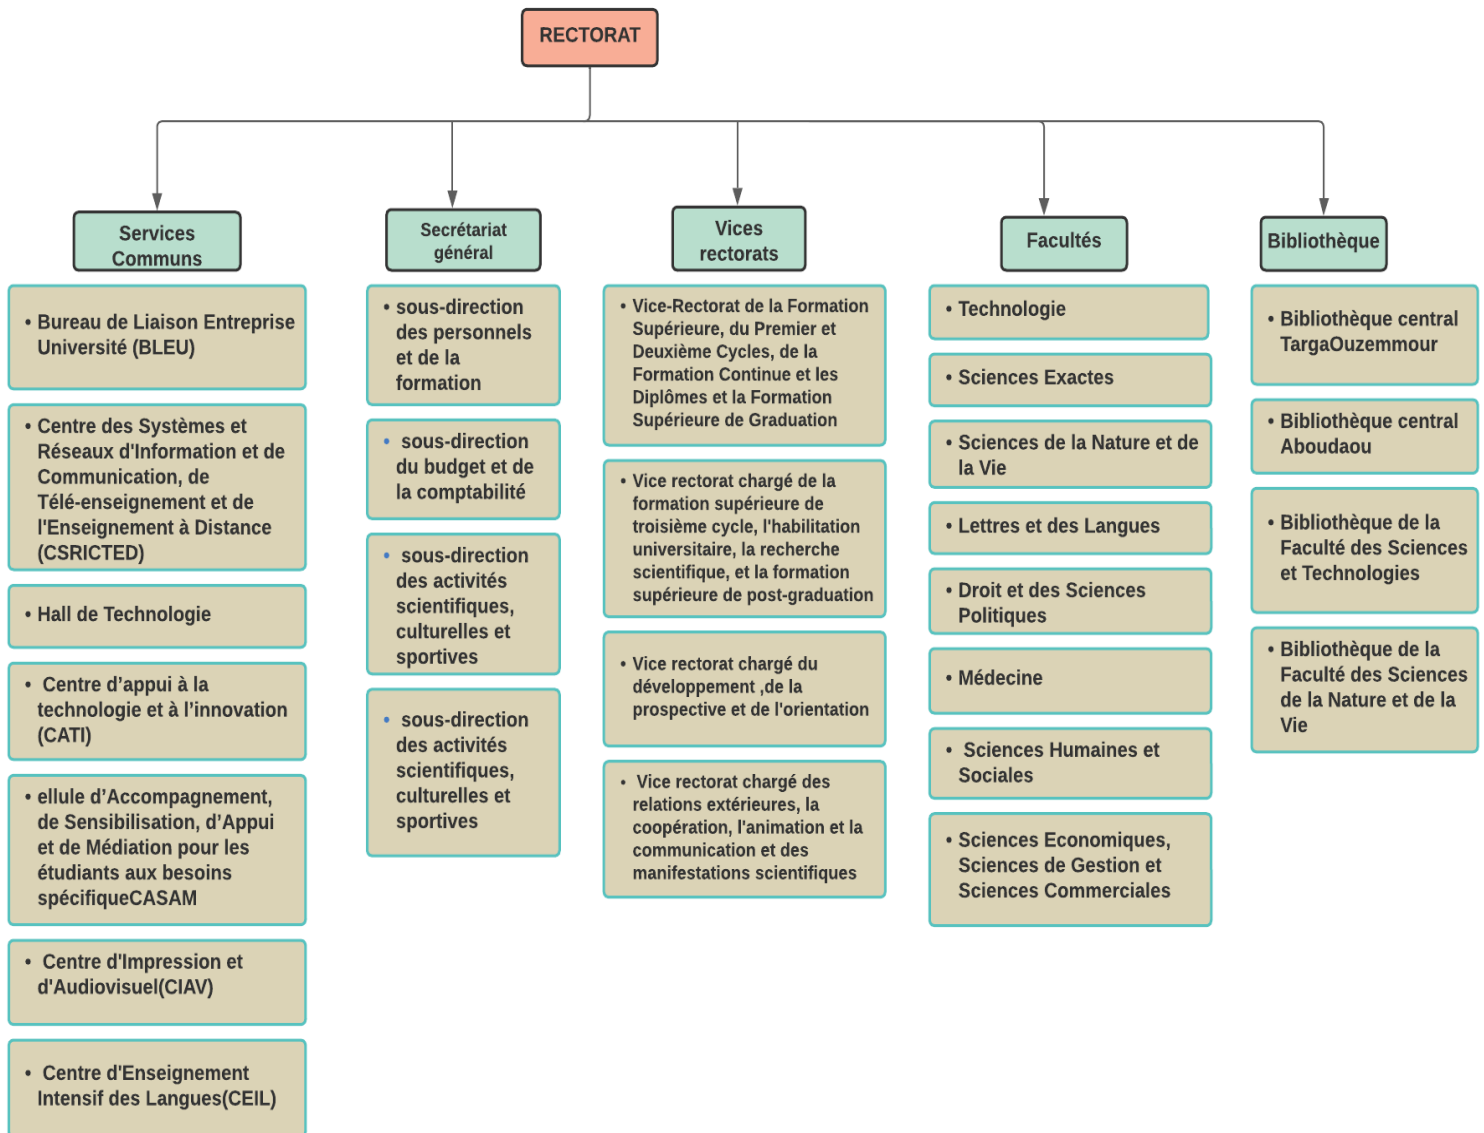 RECTORAT
Services
Communs
• Bureau de Liaison Entreprise
Université (BLEU)
• Centre des Systèmes et
Réseaux d'Information et de
Communication, de
Télé-enseignement et de
l'Enseignement à Distance
(CSRICTED)
• Hall de Technologie
• Centre d’appui à la
technologie et à l’innovation
(CATI)
• ellule d’Accompagnement,
de Sensibilisation, d’Appui
et de Médiation pour les
étudiants aux besoins
spécifiqueCASAM
• Centre d'Impression et
d'Audiovisuel(CIAV)
• Centre d'Enseignement
Intensif des Langues(CEIL)
Secrétariat
général
• sous-direction
des personnels
et de la
formation
• sous-direction
du budget et de
la comptabilité
• sous-direction
des activités
scientifiques,
culturelles et
sportives
• sous-direction
des activités
scientifiques,
culturelles et
sportives
Vices
rectorats
• Vice-Rectorat de la Formation
Supérieure, du Premier et
Deuxième Cycles, de la
Formation Continue et les
Diplômes et la Formation
Supérieure de Graduation
• Vice rectorat chargé de la
formation supérieure de
troisième cycle, l'habilitation
universitaire, la recherche
scientifique, et la formation
supérieure de post-graduation
• Vice rectorat chargé du
développement ,de la
prospective et de l'orientation
• Vice rectorat chargé des
relations extérieures, la
coopération, l'animation et la
communication et des
manifestations scientifiques
Facultés
• Technologie
• Sciences Exactes
• Sciences de la Nature et de
la Vie
• Lettres et des Langues
• Droit et des Sciences
Politiques
• Médecine
• Sciences Humaines et
Sociales
• Sciences Economiques,
Sciences de Gestion et
Sciences Commerciales
Bibliothèque
• Bibliothèque central
TargaOuzemmour
• Bibliothèque central
Aboudaou
• Bibliothèque de la
Faculté des Sciences
et Technologies
• Bibliothèque de la
Faculté des Sciences
de la Nature et de la
Vie